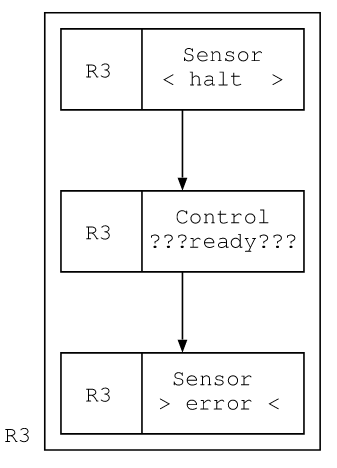 R3
Sensor
< halt >
R3
Control
???ready???
R3
Sensor
> error <
R3